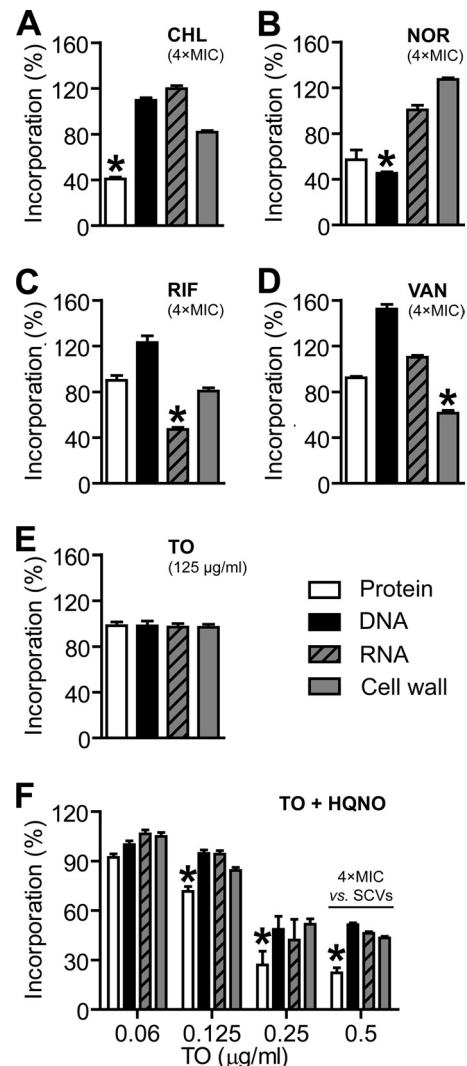 A
CHL
(4×MIC)
Incorporation (%)
160
120
80
40
0
*
B
NOR
(4×MIC)
Incorporation (%)
160
120
80
40
0
*
C
RIF
(4×MIC)
Incorporation (%)
160
120
80
40
0
*
D
VAN
(4×MIC)
Incorporation (%)
160
120
80
40
0
*
E
TO
(125 µg/ml)
Incorporation (%)
160
120
80
40
0
Protein
DNA
RNA
Cell wall
F
TO + HQNO
Incorporation (%)
120
90
60
30
0
4×MIC
vs. SCVs
*
*
*
0.06 0.125 0.25 0.5
TO (µg/ml)